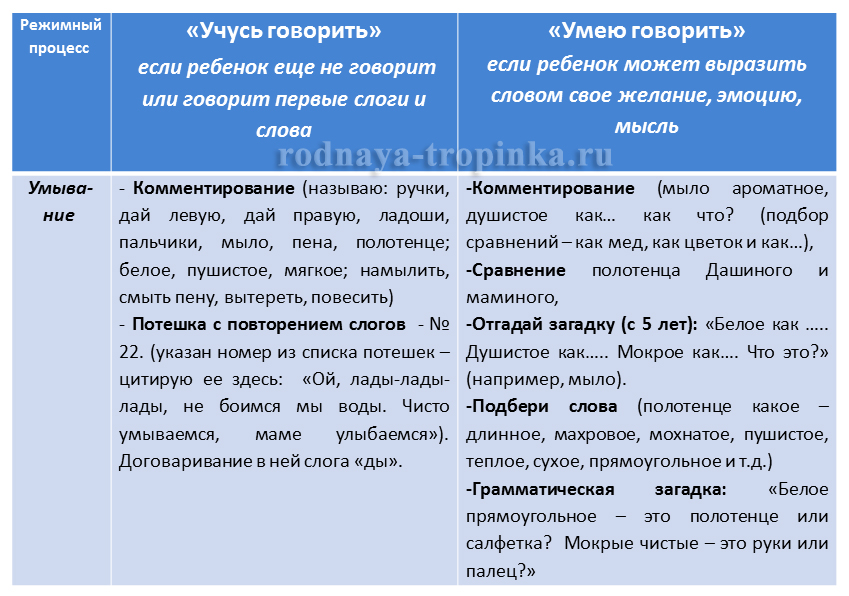 Режимный
процесс
«Учусь говорить»
если ребенок еще не говорит
или говорит первые слоги и
слова
«Умею говорить»
если ребенок может выразить
словом свое желание, эмоцию,
мысль
rodnaya-tropinka.ru
Умыва-
ние
- Комментирование (называю: ручки,
дай левую, дай правую, ладоши,
пальчики, мыло, пена, полотенце;
белое, пушистое, мягкое; намылить,
смыть пену, вытереть, повесить)
- Потешка с повторением слогов - №
22. (указан номер из списка потешек –
цитирую ее здесь: «Ой, лады-лады-
лады, не боимся мы воды. Чисто
умываемся, маме улыбаемся»).
Договаривание в ней слога «ды».
-Комментирование (мыло ароматное,
душистое как… как что? (подбор
сравнений – как мед, как цветок и как…),
-Сравнение полотенца Дашиного и
маминого,
-Отгадай загадку (с 5 лет): «Белое как …..
Душистое как….. Мокрое как…. Что это?»
(например, мыло).
-Подбери слова (полотенце какое –
длинное, махровое, мохнатое, пушистое,
теплое, сухое, прямоугольное и т.д.)
-Грамматическая загадка: «Белое
прямоугольное – это полотенце или
салфетка? Мокрые чистые – это руки или
палец?»